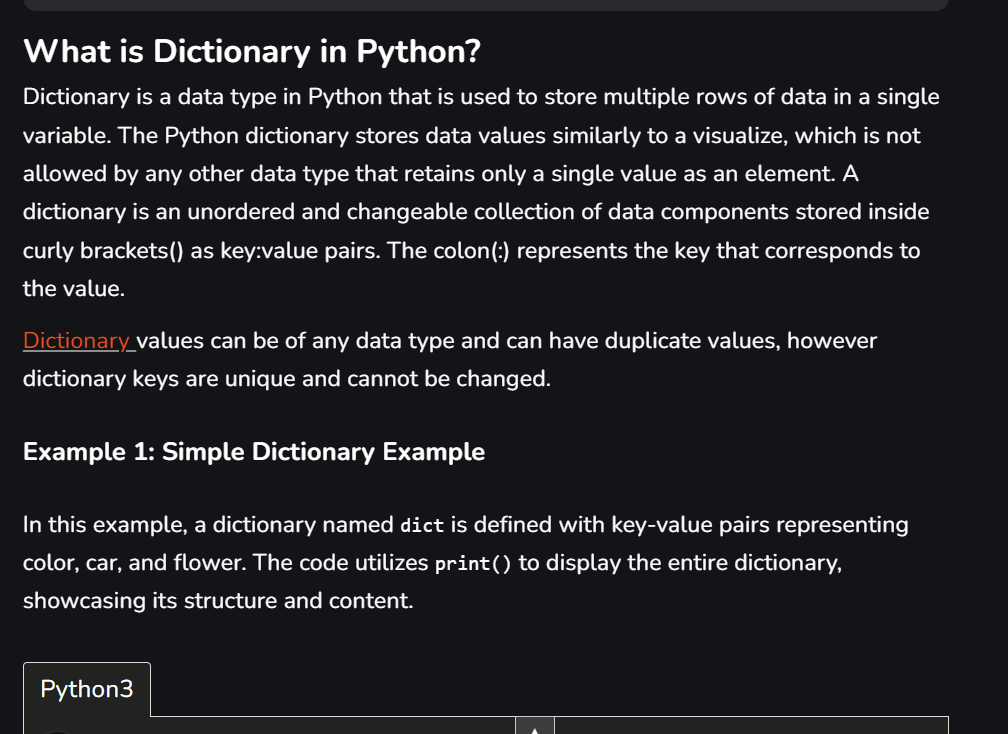 What is Dictionary in Python?
Dictionary is a data type in Python that is used to store multiple rows of data in a single
variable. The Python dictionary stores data values similarly to a visualize, which is not
allowed by any other data type that retains only a single value as an element. A
dictionary is an unordered and changeable collection of data components stored inside
curly brackets() as key:value pairs. The colon(:) represents the key that corresponds to
the value.
Dictionary values can be of any data type and can have duplicate values, however
dictionary keys are unique and cannot be changed.
Example 1: Simple Dictionary Example
In this example, a dictionary named dict is defined with key-value pairs representing
color, car, and flower. The code utilizes print() to display the entire dictionary,
showcasing its structure and content.
Python3